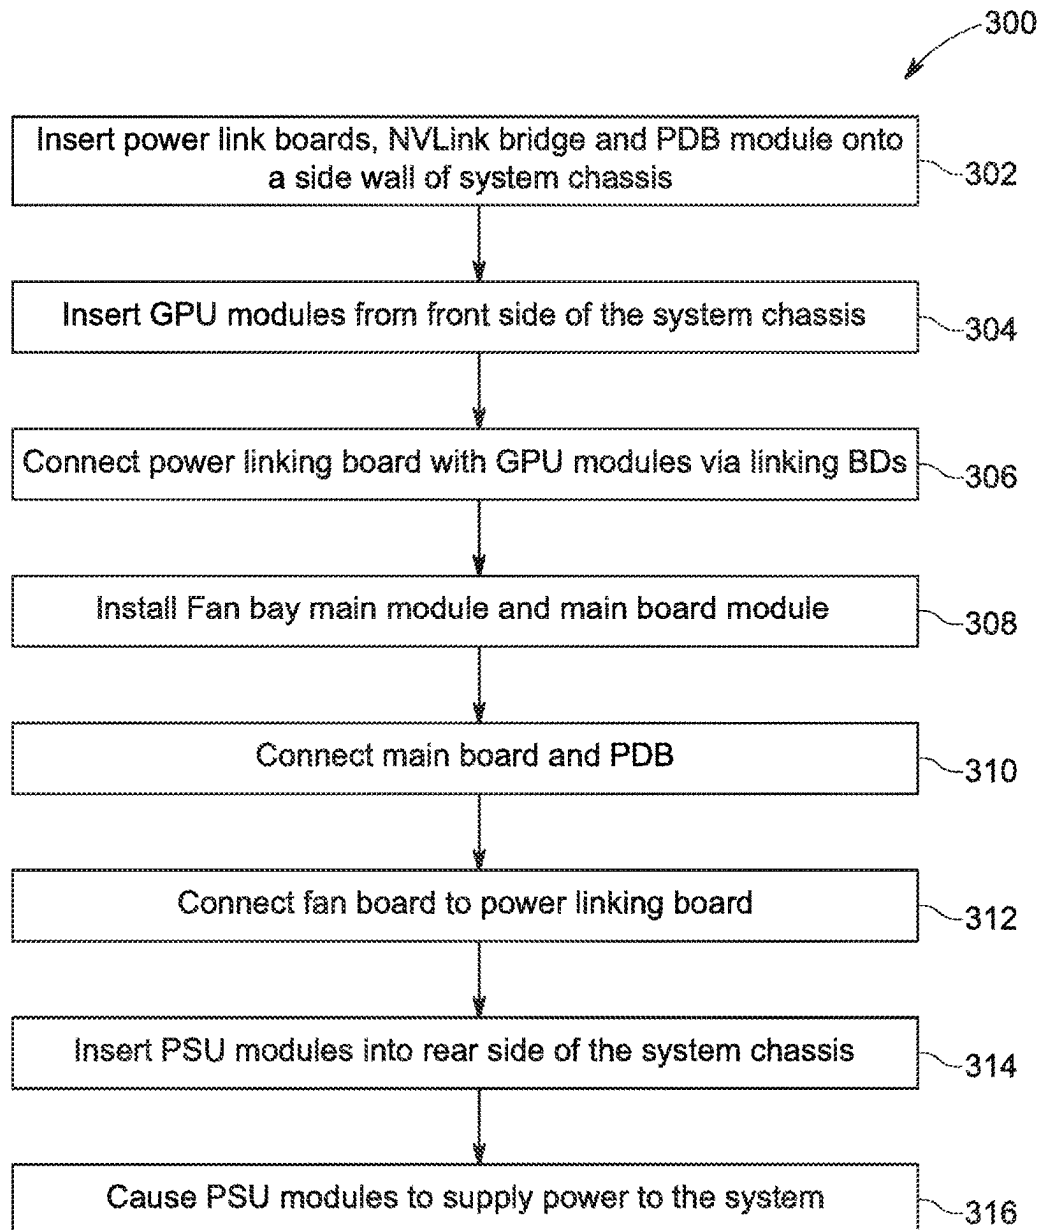 300
Insert power link boards, NVLink bridge and PDB module onto
a side wall of system chassis
302
Insert GPU modules from front side of the system chassis
304
Connect power linking board with GPU modules via linking BDs
306
Install Fan bay main module and main board module
308
Connect main board and PDB
310
Connect fan board to power linking board
312
Insert PSU modules into rear side of the system chassis
314
Cause PSU modules to supply power to the system
316